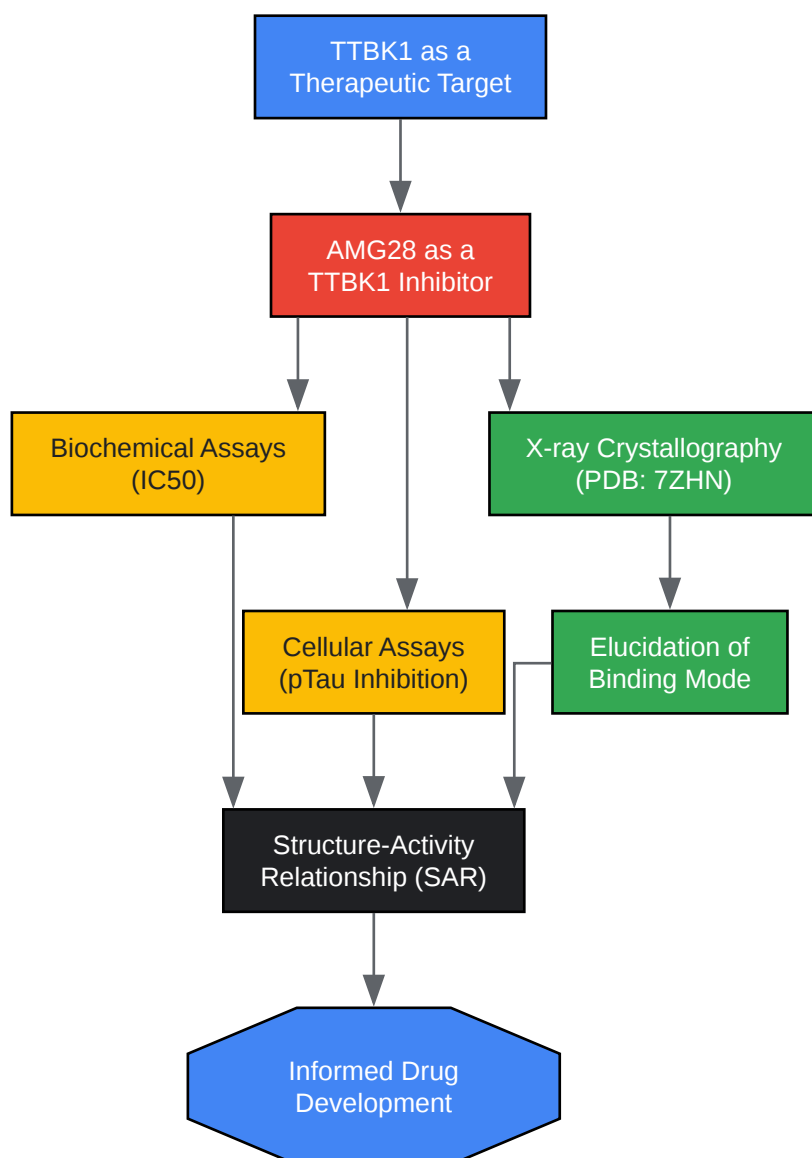 TTBK1 as a
Therapeutic Target
AMG28 as a
TTBK1 Inhibitor
Biochemical Assays
(IC50)
X-ray Crystallography
(PDB: 7ZHN)
Cellular Assays
(pTau Inhibition)
Elucidation of
Binding Mode
Structure-Activity
Relationship (SAR)
Informed Drug
Development